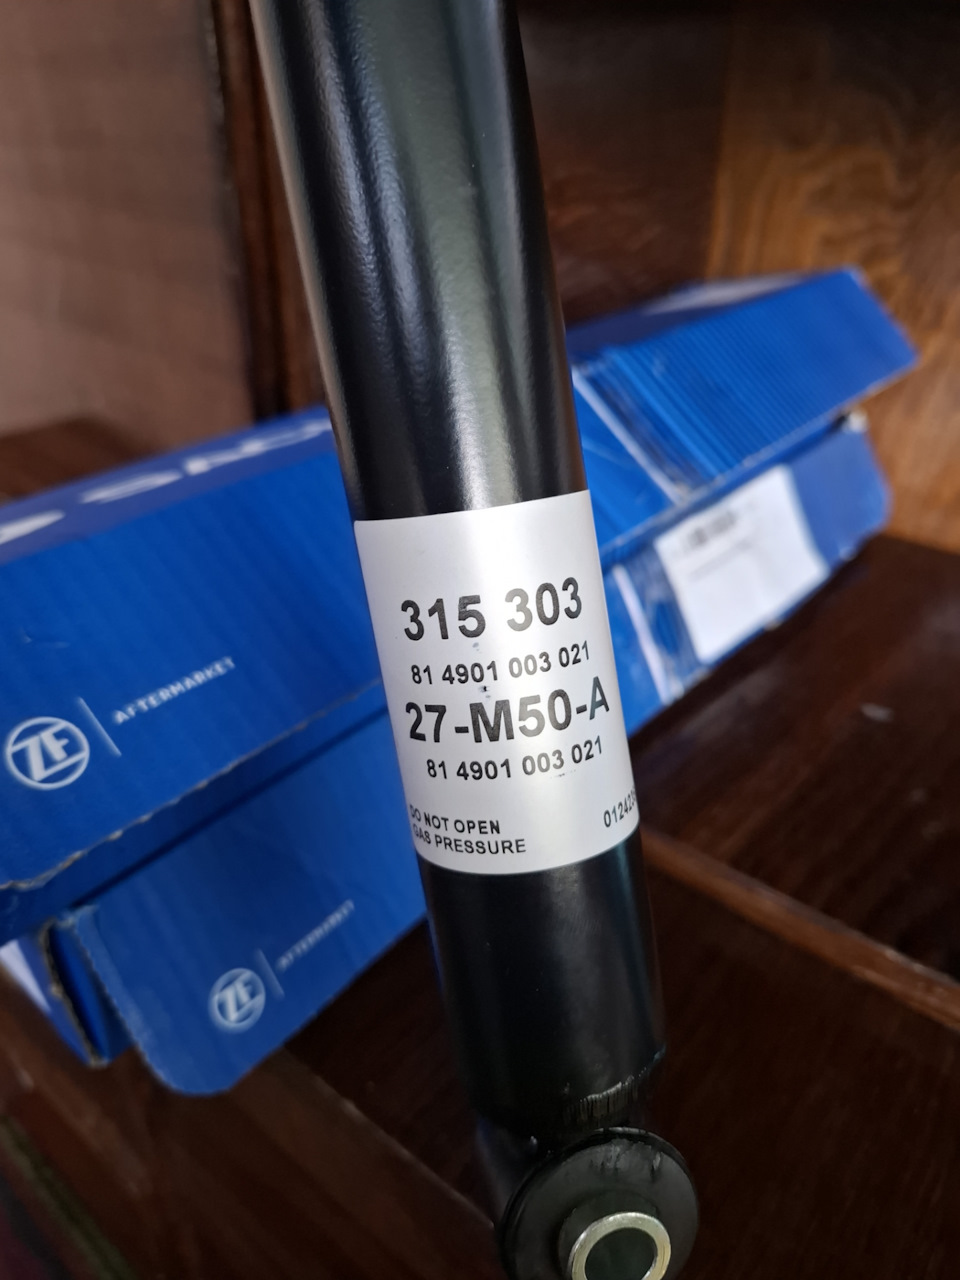 315 303
81 4901 003 021
27-M50-A
81 4901 003 021
DO NOT OPEN
GAS PRESSURE
ZF AFTERMARKET
ZF AFTERMARKET